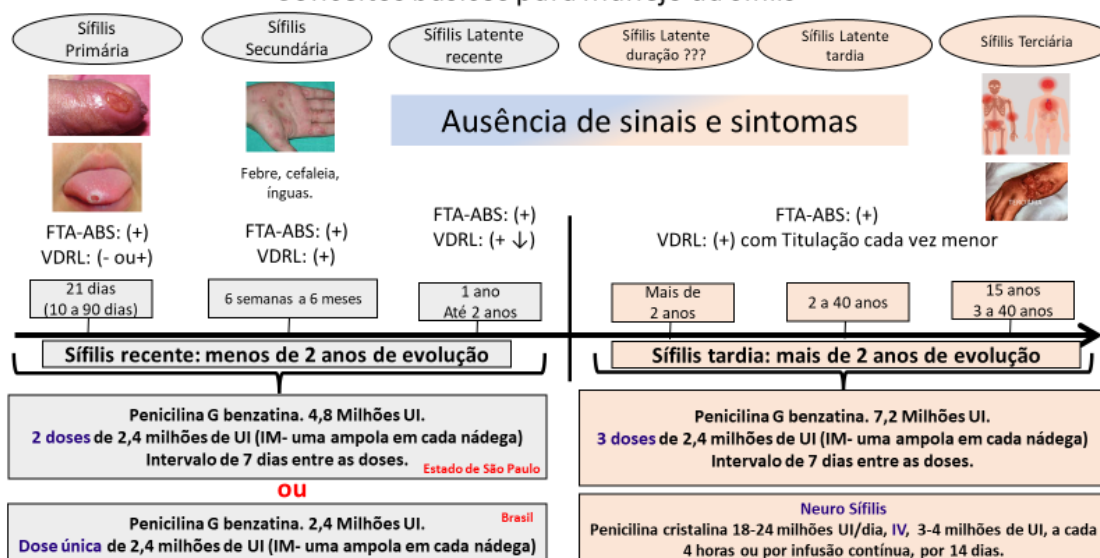 Conceitos básicos para manejo da sífilis
Sífilis
Primária
Sífilis
Secundária
Sífilis Latente
recente
Sífilis Latente
duração ???
Sífilis Latente
tardia
Sífilis Terciária
Ausência de sinais e sintomas
Febre, cefaleia,
ínguas.
FTA-ABS: (+)
VDRL: (- ou+)
FTA-ABS: (+)
VDRL: (+)
FTA-ABS: (+)
VDRL: (+ ↓)
FTA-ABS: (+)
VDRL: (+) com Titulação cada vez menor
21 dias
(10 a 90 dias)
6 semanas a 6 meses
1 ano
Até 2 anos
Mais de
2 anos
2 a 40 anos
15 anos
3 a 40 anos
Sífilis recente: menos de 2 anos de evolução
Sífilis tardia: mais de 2 anos de evolução
Penicilina G benzatina. 4,8 Milhões UI.
2 doses de 2,4 milhões de UI (IM- uma ampola em cada nádega)
Intervalo de 7 dias entre as doses.
Estado de São Paulo
ou
Brasil
Penicilina G benzatina. 2,4 Milhões UI.
Dose única de 2,4 milhões de UI (IM- uma ampola em cada nádega)
Penicilina G benzatina. 7,2 Milhões UI.
3 doses de 2,4 milhões de UI (IM- uma ampola em cada nádega)
Intervalo de 7 dias entre as doses.
Neuro Sífilis
Penicilina cristalina 18-24 milhões UI/dia, IV, 3-4 milhões de UI, a cada
4 horas ou por infusão contínua, por 14 dias.